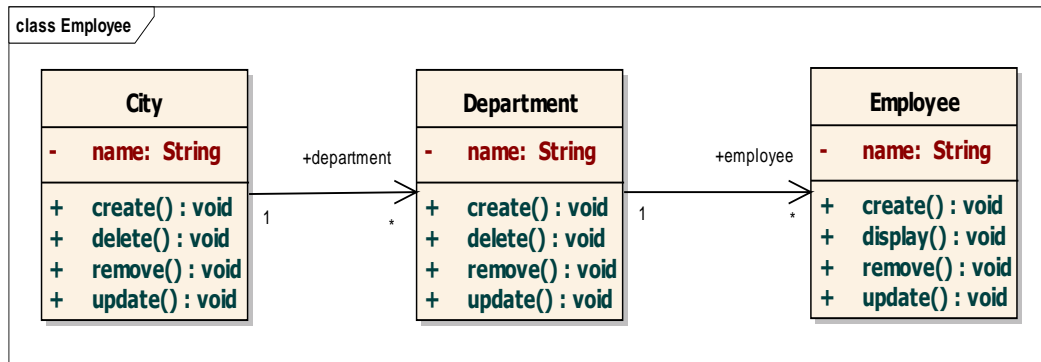 class Employee
City
- name: String
+ create() : void
+ delete() : void
+ remove() : void
+ update() : void
+department
1
*
Department
- name: String
+ create() : void
+ delete() : void
+ remove() : void
+ update() : void
+employee
1
*
Employee
- name: String
+ create() : void
+ display() : void
+ remove() : void
+ update() : void